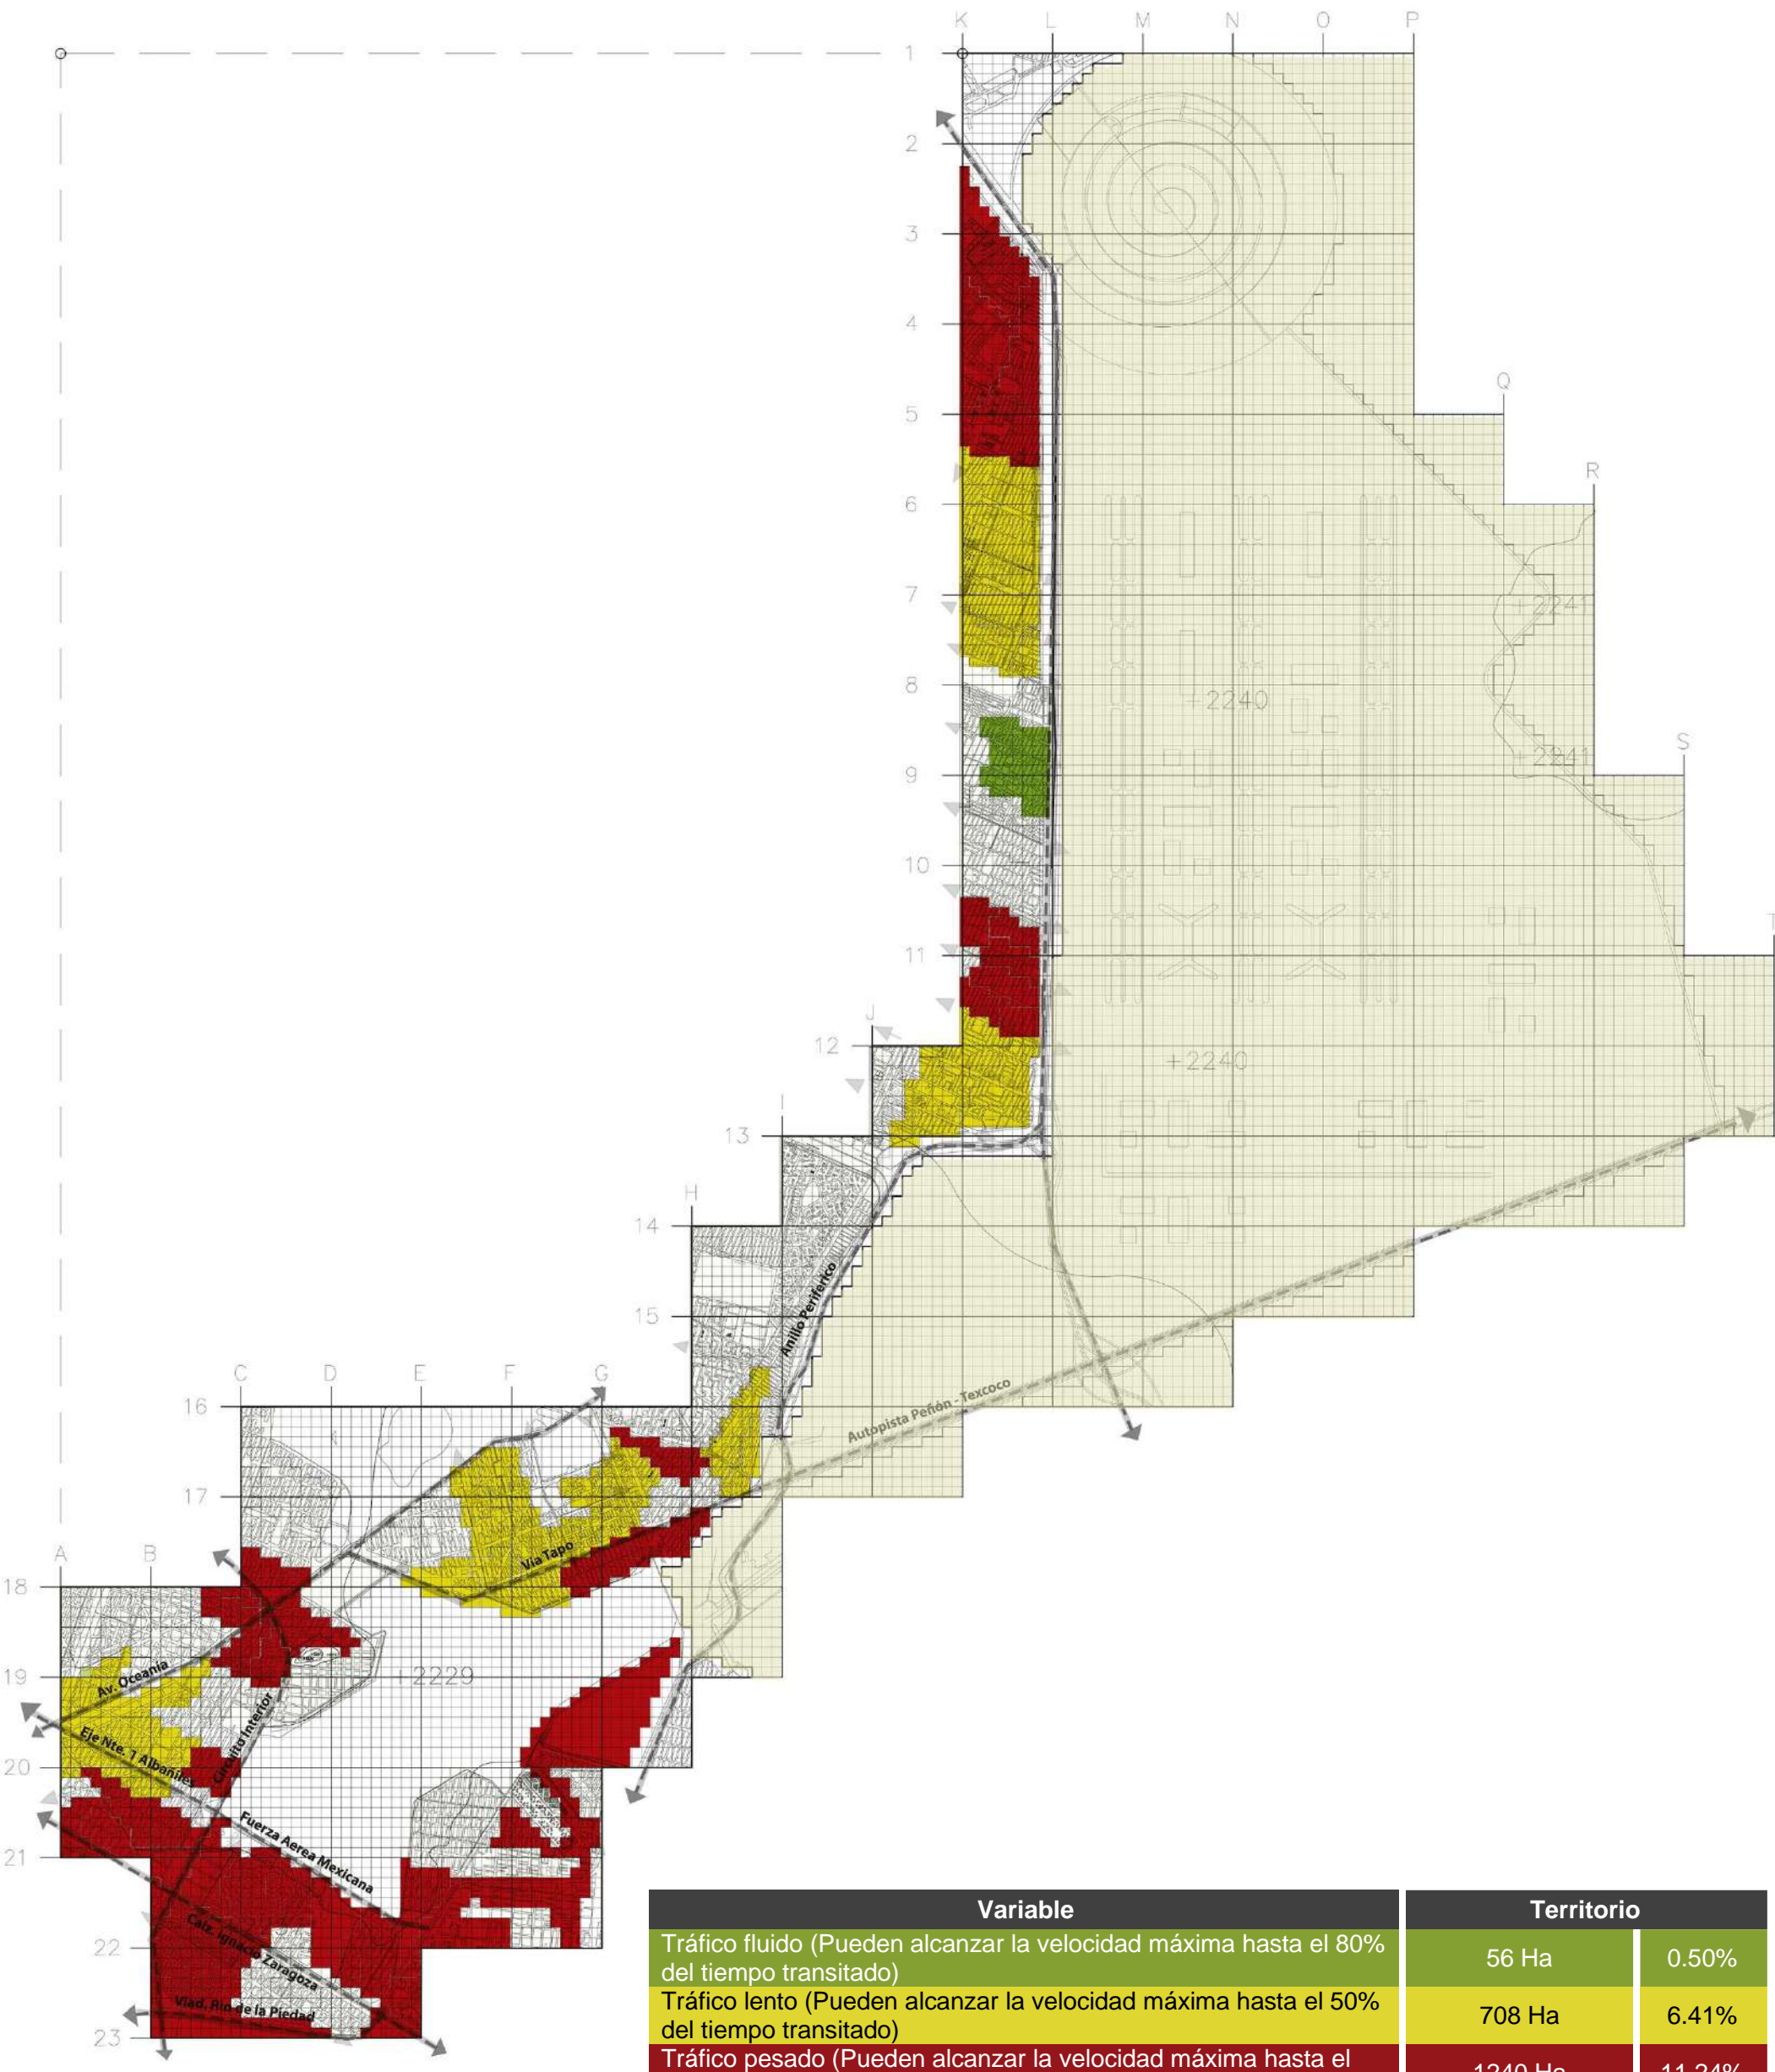 K L M N O P
1
2
3
4
Q
5
R
6
7
+2241
8
+2240
S
+2241
9
10
T
11
J
12
+2240
I
13
H
14
Anillo Periferico
15
C D E F G
16
Autopista Peñón - Texcoco
17
A B
Vía Tapo
18
19
+2229
Av. Oceanía
Circuito Interior
Eje Nte. 1 Albañiles
20
Fuerza Aerea Mexicana
21
Calz. Ignacio Zaragoza
22
Viad. Río de la Piedad
23
Variable Territorio
Tráfico fluido (Pueden alcanzar la velocidad máxima hasta el 80% 56 Ha 0.50%
del tiempo transitado)
Tráfico lento (Pueden alcanzar la velocidad máxima hasta el 50% 708 Ha 6.41%
del tiempo transitado)
Tráfico pesado (Pueden alcanzar la velocidad máxima hasta el
1240 Ha 11.24%